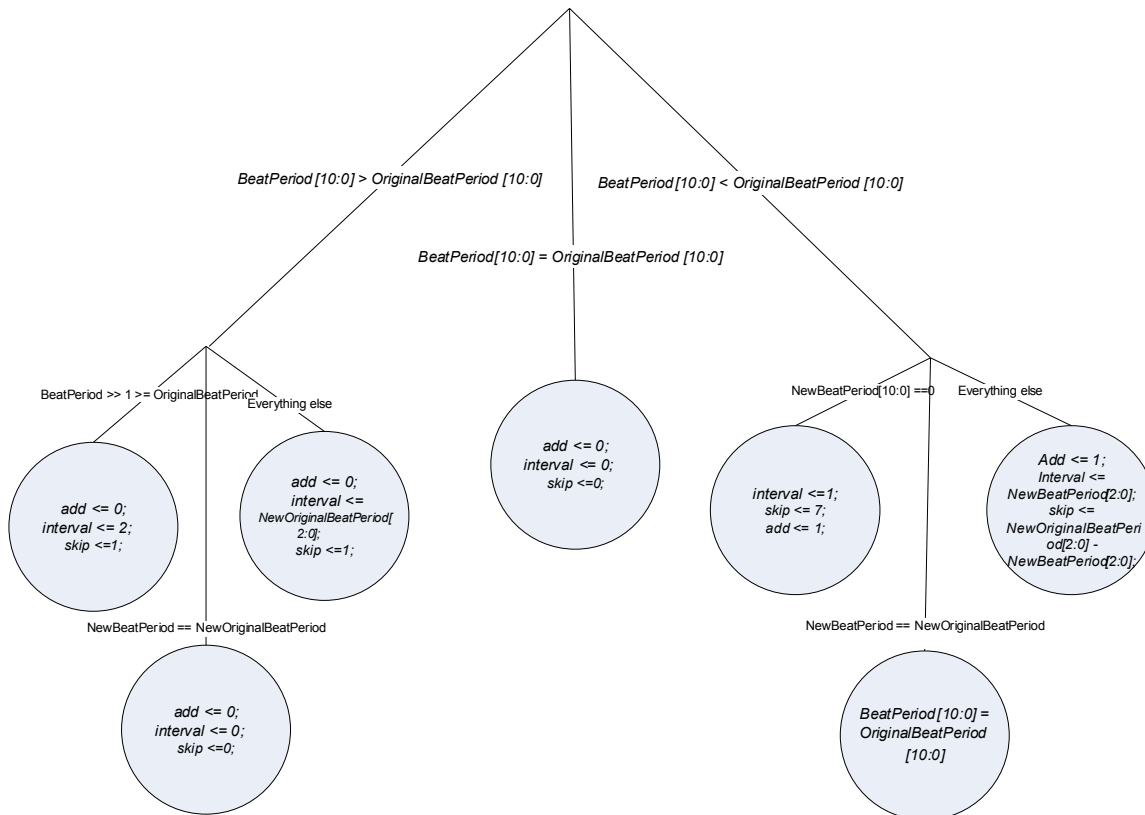 BeatPeriod [10:0] > OriginalBeatPeriod [10:0]
BeatPeriod [10:0] < OriginalBeatPeriod [10:0]
BeatPeriod[10:0] = OriginalBeatPeriod [10:0]
BeatPeriod >> 1 >= OriginalBeatPeriod
Everything else
NewBeatPeriod[10:0] ==0
Everything else
add <= 0;
interval <= 2;
skip <=1;
add <= 0;
interval <=
NewOriginalBeatPeriod[
2:0];
skip <=1;
add <= 0;
interval <= 0;
skip <=0;
interval <=1;
skip <= 7;
add <= 1;
Add <= 1;
Interval <=
NewBeatPeriod[2:0];
skip <=
NewOriginalBeatPeri
od[2:0] -
NewBeatPeriod[2:0];
NewBeatPeriod == NewOriginalBeatPeriod
NewBeatPeriod == NewOriginalBeatPeriod
add <= 0;
interval <= 0;
skip <=0;
BeatPeriod [10:0] =
OriginalBeatPeriod
[10:0]